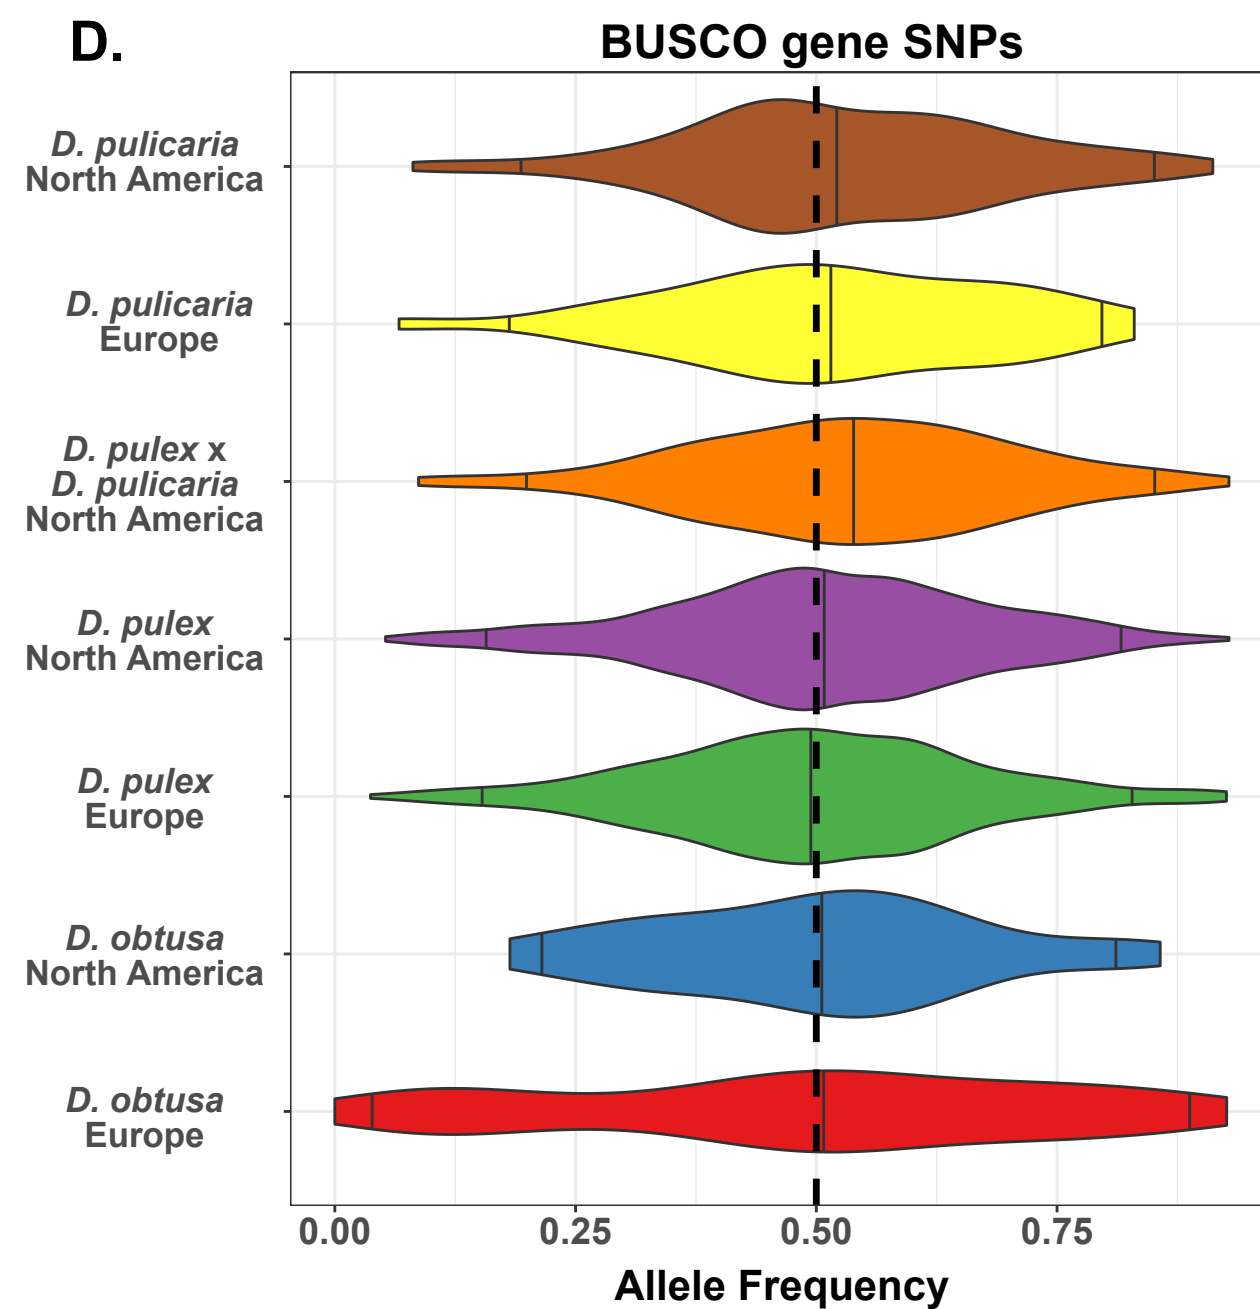 D.
BUSCO gene SNPs
D. pulicaria
North America
D. pulicaria
Europe
D. pulex x
D. pulicaria
North America
D. pulex
North America
D. pulex
Europe
D. obtusa
North America
D. obtusa
Europe
0.00 0.25 0.50 0.75
Allele Frequency